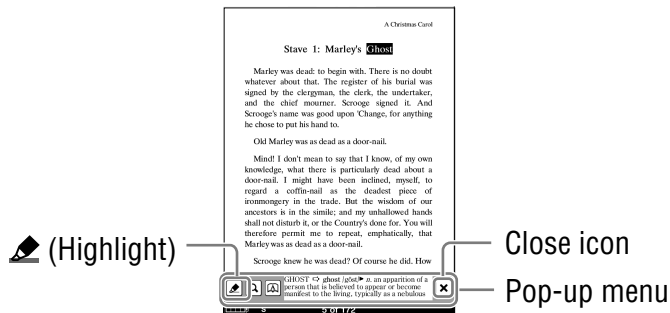 A Christmas Carol
Stave 1: Marley's Ghost
Marley was dead: to begin with. There is no doubt
whatever about that. The register of his burial was
signed by the clergyman, the clerk, the undertaker,
and the chief mourner. Scrooge signed it. And
Scrooge's name was good upon 'Change, for anything
he chose to put his hand to.
Old Marley was as dead as a door-nail.
Mind! I don't mean to say that I know, of my own
knowledge, what there is particularly dead about a
door-nail. I might have been inclined, myself, to
regard a coffin-nail as the deadest piece of
ironmongery in the trade. But the wisdom of our
ancestors is in the simile; and my unhallowed hands
shall not disturb it, or the Country's done for. You will
therefore permit me to repeat, emphatically, that
Marley was as dead as a door-nail.
Scrooge knew he was dead? Of course he did. How
GHOST ⇨ ghost /gōst/▶ n. an apparition of a
person that is believed to appear or become
manifest to the living, typically as a nebulous
S
5 of 172
(Highlight)
Close icon
Pop-up menu